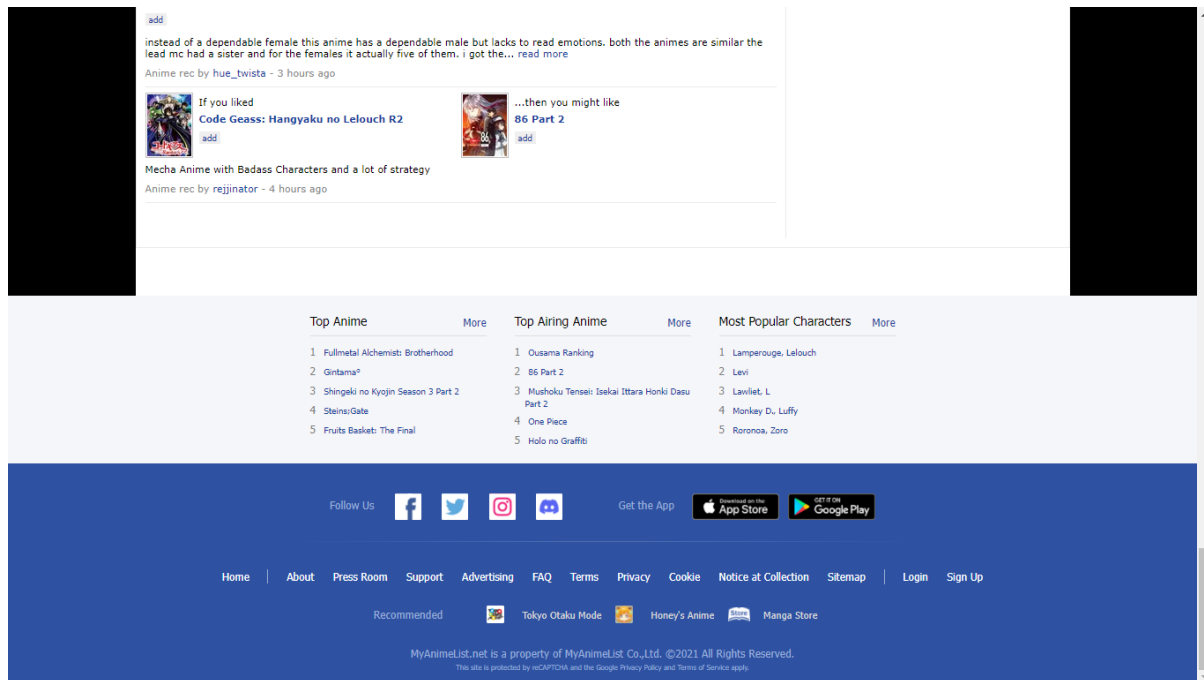 add
instead of a dependable female this anime has a dependable male but lacks to read emotions. both the animes are similar the
lead mc had a sister and for the females it actually five of them. i got the... read more
Anime rec by hue_twista - 3 hours ago
If you liked
Code Geass: Hangyaku no Lelouch R2
add
...then you might like
86 Part 2
add
86
Mecha Anime with Badass Characters and a lot of strategy
Anime rec by rejjinator - 4 hours ago
Top Anime More
1 Fullmetal Alchemist: Brotherhood
2 Gintama°
3 Shingeki no Kyojin Season 3 Part 2
4 Steins;Gate
5 Fruits Basket: The Final
Top Airing Anime More
1 Ousama Ranking
2 86 Part 2
3 Mushoku Tensei: Isekai Ittara Honki Dasu
Part 2
4 One Piece
5 Holo no Graffiti
Most Popular Characters More
1 Lamperouge, Lelouch
2 Levi
3 Lawliet, L
4 Monkey D., Luffy
5 Roronoa, Zoro
Follow Us
Get the App
Download on the
App Store
GET IT ON
Google Play
Home About Press Room Support Advertising FAQ Terms Privacy Cookie Notice at Collection Sitemap Login Sign Up
Recommended Tokyo Otaku Mode Honey's Anime Store Manga Store
MyAnimeList.net is a property of MyAnimeList Co.,Ltd. ©2021 All Rights Reserved.
This site is protected by reCAPTCHA and the Google Privacy Policy and Terms of Service apply.